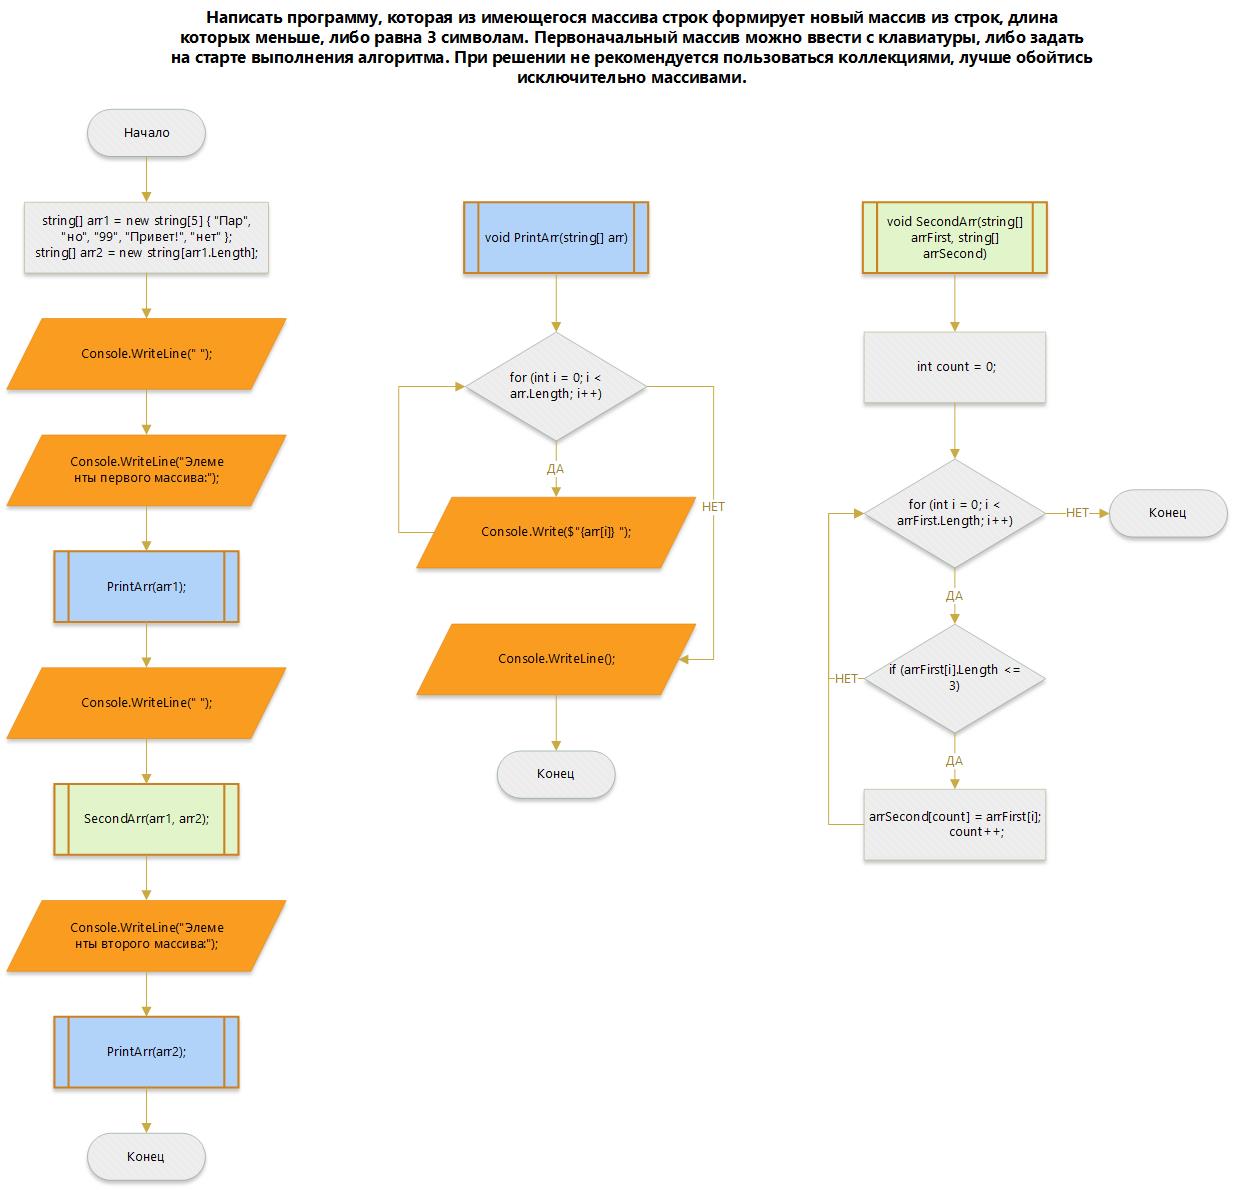 Написать программу, которая из имеющегося массива строк формирует новый массив из строк, длина
которых меньше, либо равна 3 символам. Первоначальный массив можно ввести с клавиатуры, либо задать
на старте выполнения алгоритма. При решении не рекомендуется пользоваться коллекциями, лучше обойтись
исключительно массивами.
Начало
string[] arr1 = new string[5] { "Пар",
"но", "99", "Привет!", "нет" };
string[] arr2 = new string[arr1.Length];
Console.WriteLine(" ");
Console.WriteLine("Элеме
нты первого массива:");
PrintArr(arr1);
Console.WriteLine(" ");
SecondArr(arr1, arr2);
Console.WriteLine("Элеме
нты второго массива:");
PrintArr(arr2);
Конец
void PrintArr(string[] arr)
for (int i = 0; i <
arr.Length; i++)
ДА
НЕТ
Console.Write($"{arr[i]} ");
Console.WriteLine();
Конец
void SecondArr(string[]
arrFirst, string[]
arrSecond)
int count = 0;
for (int i = 0; i <
arrFirst.Length; i++)
НЕТ
Конец
ДА
if (arrFirst[i].Length <=
3)
НЕТ
ДА
arrSecond[count] = arrFirst[i];
count++;